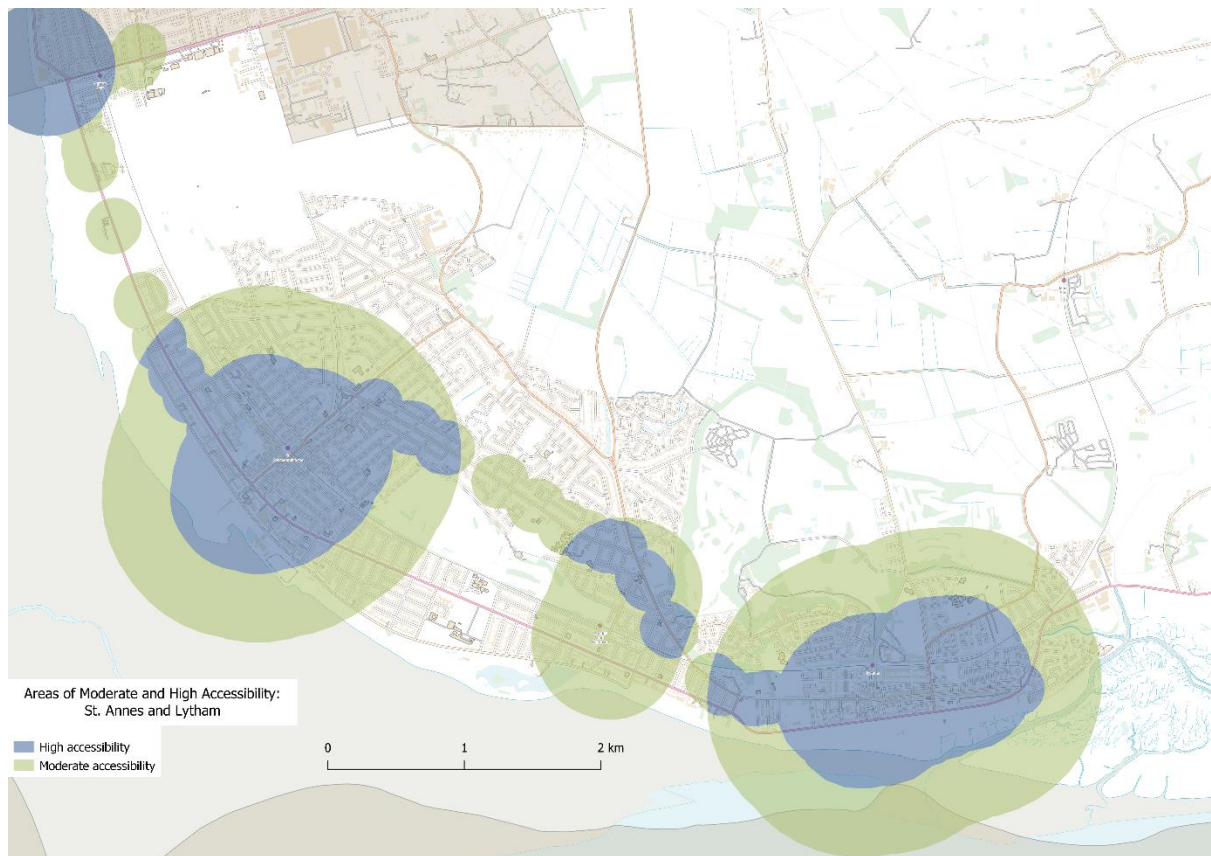 Areas of Moderate and High Accessibility:
St. Annes and Lytham
High accessibility
Moderate accessibility
0 1 2 km